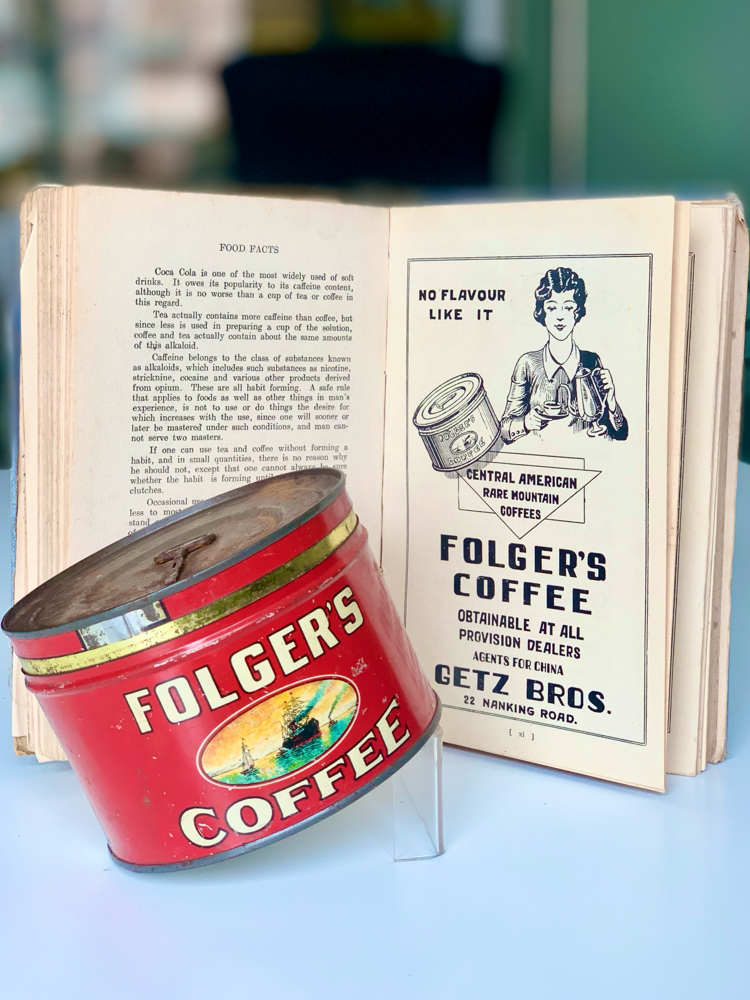 FOOD FACTS
Coca Cola is one of the most widely used of soft
drinks. It owes its popularity to its caffeine content,
although it is no worse than a cup of tea or coffee in
this regard.
Tea actually contains more caffeine than coffee, but
since less is used in preparing a cup of the solution,
coffee and tea actually contain about the same amounts
of this alkaloid.
Caffeine belongs to the class of substances known
as alkaloids, which includes such substances as nicotine,
stricknine, cocaine and various other products derived
from opium. These are all habit forming. A safe rule
that applies to foods as well as other things in man's
experience, is not to use or do things the desire for
which increases with the use, since one will sooner or
later be mastered under such conditions, and man can-
not serve two masters.
If one can use tea and coffee without forming a
habit, and in small quantities, there is no reason why
he should not, except that one cannot always be sure
whether the habit is forming until
clutches.
Occasional use
less to most
stand
NO FLAVOUR
LIKE IT
FOLGER'S
COFFEE
CENTRAL AMERICAN
RARE MOUNTAIN
COFFEES
FOLGER'S
COFFEE
OBTAINABLE AT ALL
PROVISION DEALERS
AGENTS FOR CHINA
GETZ BROS.
22 NANKING ROAD.
[ xi ]
FOLGER'S
COFFEE